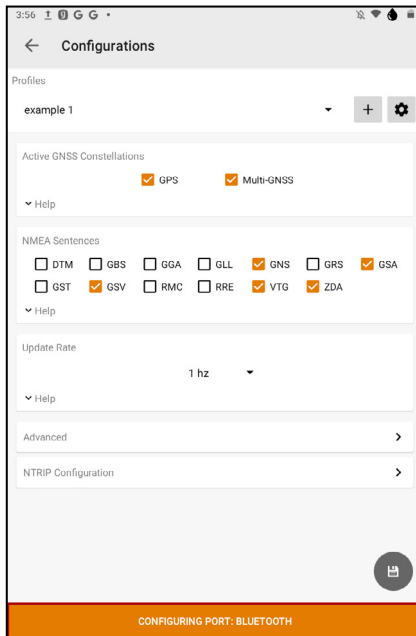 3:56 G G
Configurations
Profiles
example 1
Active GNSS Constellations
GPS Multi-GNSS
Help
NMEA Sentences
DTM GBS GGA GLL GNS GRS GSA
GST GSV RMC RRE VTG ZDA
Help
Update Rate
1 hz
Help
Advanced
NTRIP Configuration
CONFIGURING PORT: BLUETOOTH